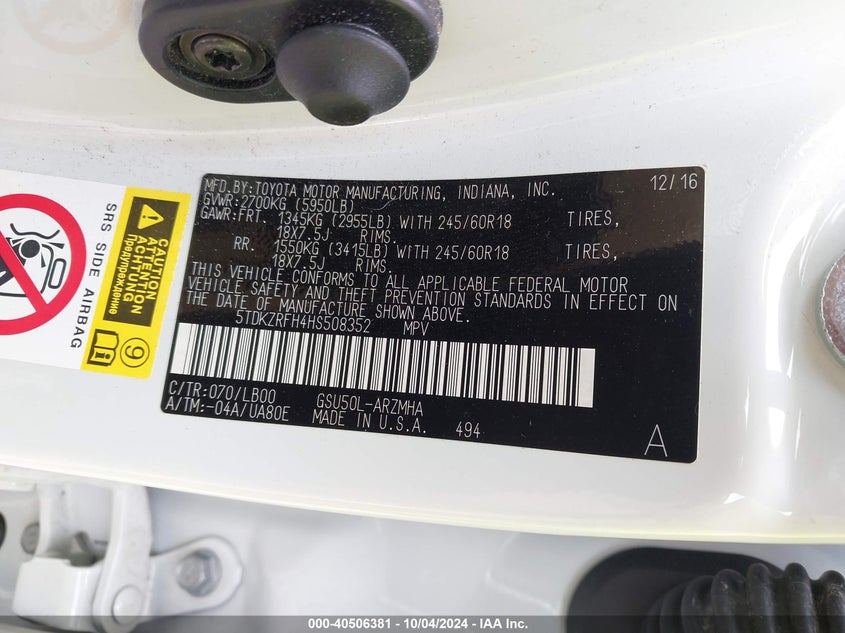 MFD.BY:TOYOTA MOTOR MANUFACTURING, INDIANA, INC. 12/16
GVWR:2700KG (5950LB)
GAWR:FRT. 1345KG (2955LB) WITH 245/60R18 TIRES,
18X7.5J RIMS.
RR. 1550KG (3415LB) WITH 245/60R18 TIRES,
18X7.5J RIMS.
THIS VEHICLE CONFORMS TO ALL APPLICABLE FEDERAL MOTOR
VEHICLE SAFETY AND THEFT PREVENTION STANDARDS IN EFFECT ON
THE DATE OF MANUFACTURE SHOWN ABOVE.
5TDKZRFH4HS508352 MPV
C/TR:070/LB00 GSU50L-ARZMHA
A/TM:-04A/UA80E MADE IN U.S.A. 494
A
SRS SIDE AIRBAG
CAUTION
ATTENTION
ACHTUNG
Предупреждение
9
000-40506381 - 10/04/2024 - IAA Inc.